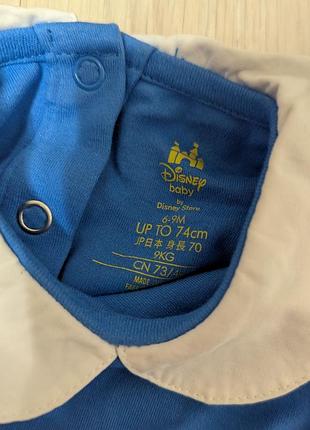 Disney
baby
by
Disney Store
6-9M
UP TO 74cm
JP日本 身長 70
9KG
CN 73/4
MADE